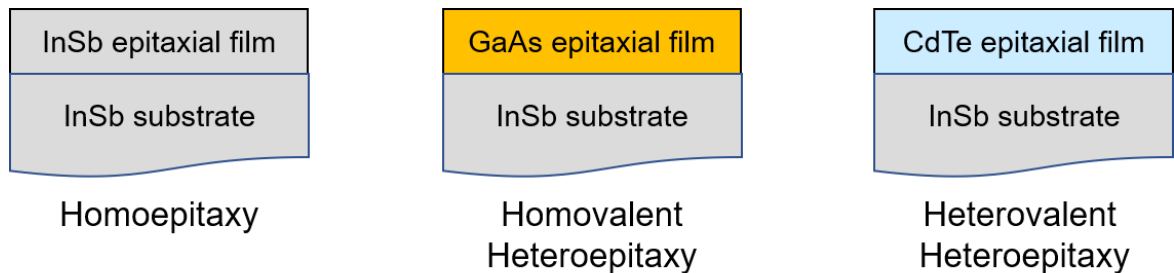 InSb epitaxial film
InSb substrate
Homoepitaxy
GaAs epitaxial film
InSb substrate
Homovalent
Heteroepitaxy
CdTe epitaxial film
InSb substrate
Heterovalent
Heteroepitaxy